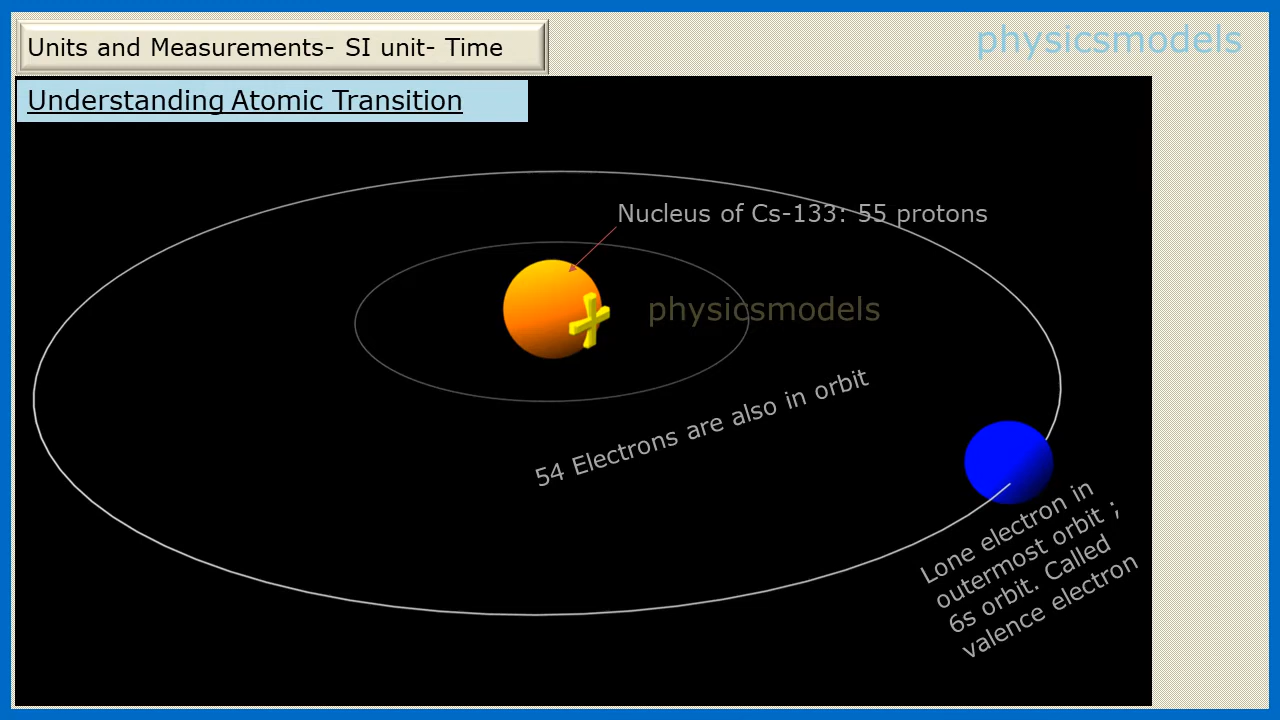 Units and Measurements- SI unit- Time
physicsmodels
Understanding Atomic Transition
Nucleus of Cs-133: 55 protons
physicsmodels
54 Electrons are also in orbit
Lone electron in
outermost orbit ;
6s orbit. Called
valence electron